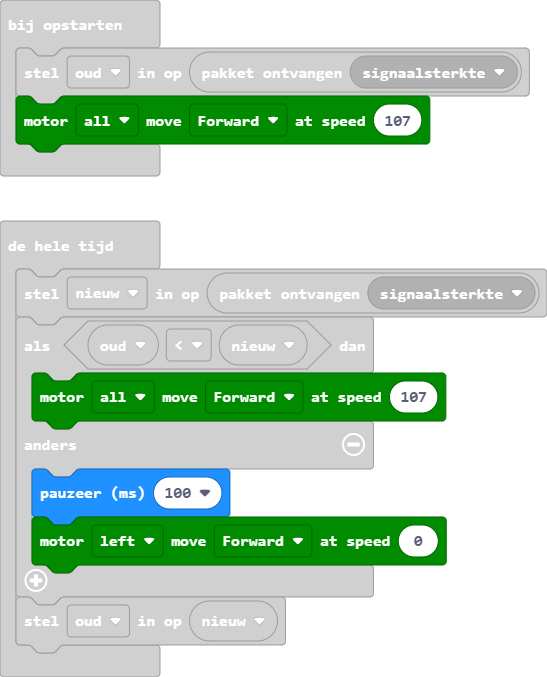 bij opstarten
stel oud in op pakket ontvangen signaalsterkte
motor all move Forward at speed 107
de hele tijd
stel nieuw in op pakket ontvangen signaalsterkte
als oud < nieuw dan
motor all move Forward at speed 107
anders
pauzeer (ms) 100
motor left move Forward at speed 0
stel oud in op nieuw